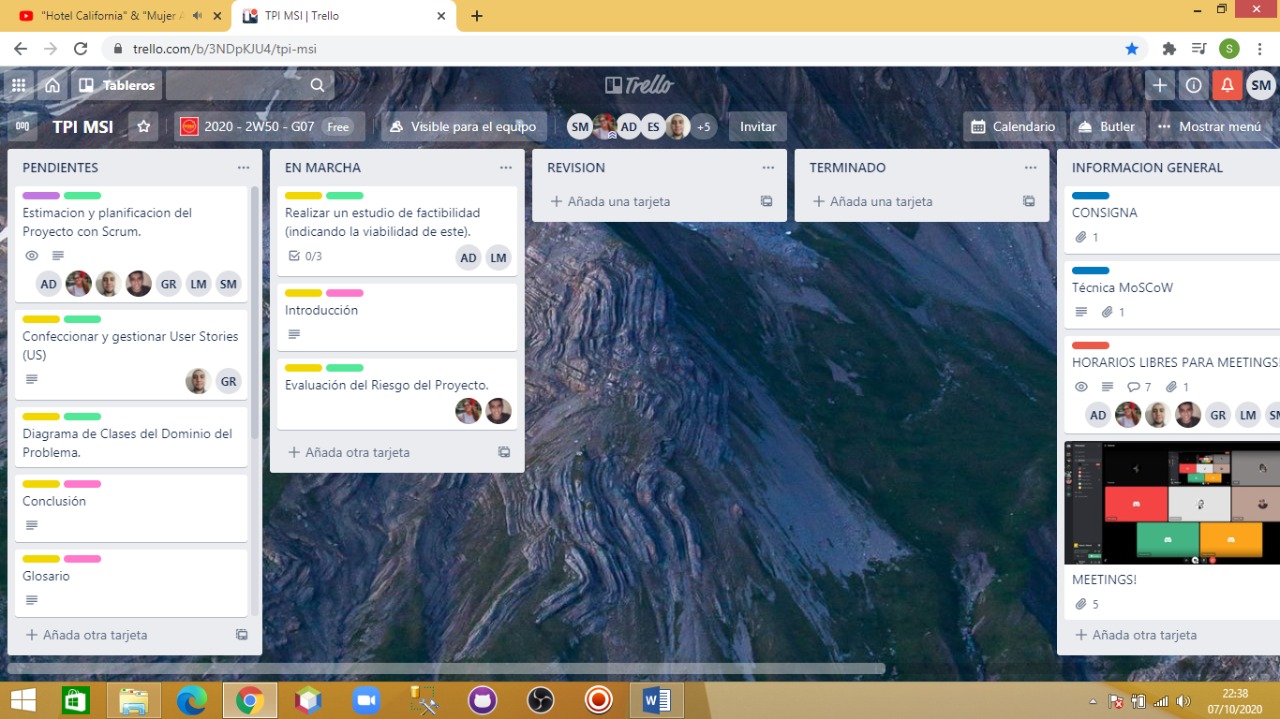 "Hotel California" & "Mujer A
TPI MSI | Trello
trello.com/b/3NDpKJU4/tpi-msi
S
Tableros
Trello
SM
TPI MSI
2020 - 2W50 - G07 Free
Visible para el equipo
SM AD ES +5
Invitar
Calendario
Butler
Mostrar menú
PENDIENTES
Estimacion y planificacion del
Proyecto con Scrum.
AD GR LM SM
Confeccionar y gestionar User Stories
(US)
GR
Diagrama de Clases del Dominio del
Problema.
Conclusión
Glosario
+ Añada otra tarjeta
EN MARCHA
Realizar un estudio de factibilidad
(indicando la viabilidad de este).
0/3
AD LM
Introducción
Evaluación del Riesgo del Proyecto.
+ Añada otra tarjeta
REVISION
+ Añada una tarjeta
TERMINADO
+ Añada una tarjeta
INFORMACION GENERAL
CONSIGNA
1
Técnica MoSCoW
1
HORARIOS LIBRES PARA MEETINGS!
7 1
AD GR LM SM
MEETINGS!
5
+ Añada otra tarjeta
22:38
07/10/2020